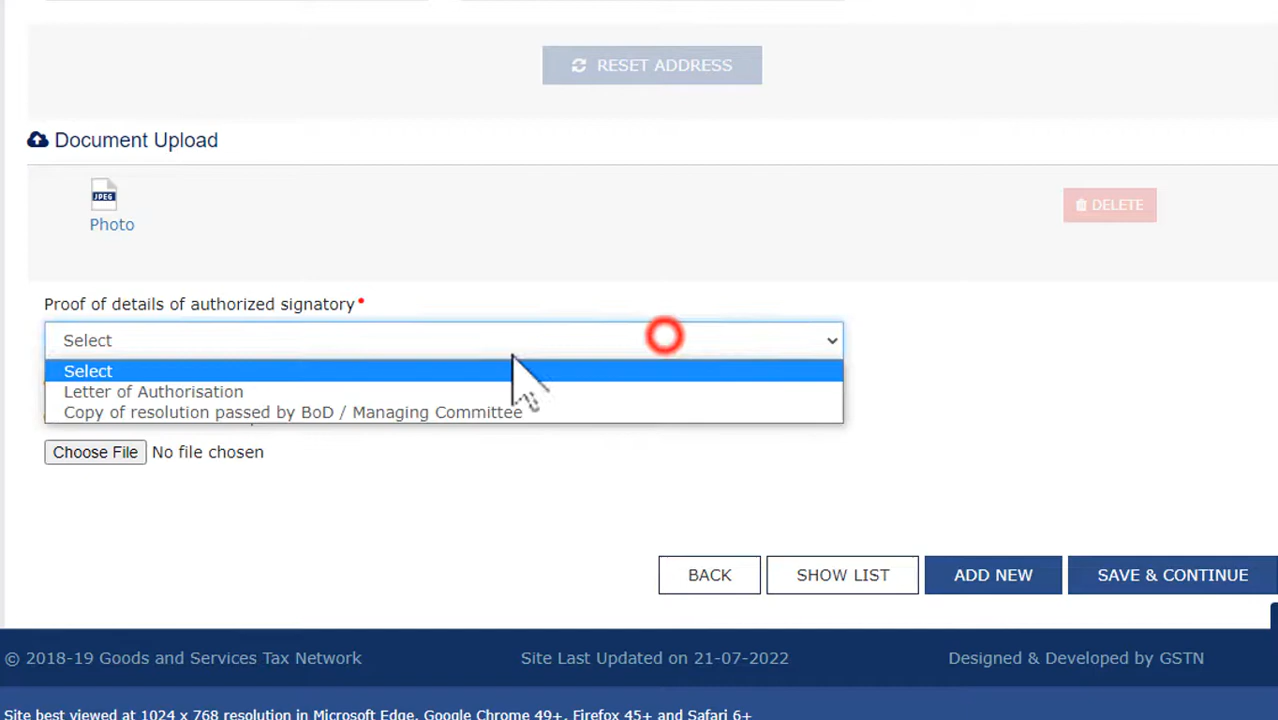 RESET ADDRESS
Document Upload
JPEG
Photo
DELETE
Proof of details of authorized signatory•
Select
Select
Letter of Authorisation
Copy of resolution passed by BoD / Managing Committee
Choose File No file chosen
BACK
SHOW LIST
ADD NEW
SAVE & CONTINUE
© 2018-19 Goods and Services Tax Network
Site Last Updated on 21-07-2022
Designed & Developed by GSTN
Site best viewed at 1024 x 768 resolution in Microsoft Edge, Google Chrome 49+, Firefox 45+ and Safari 6+